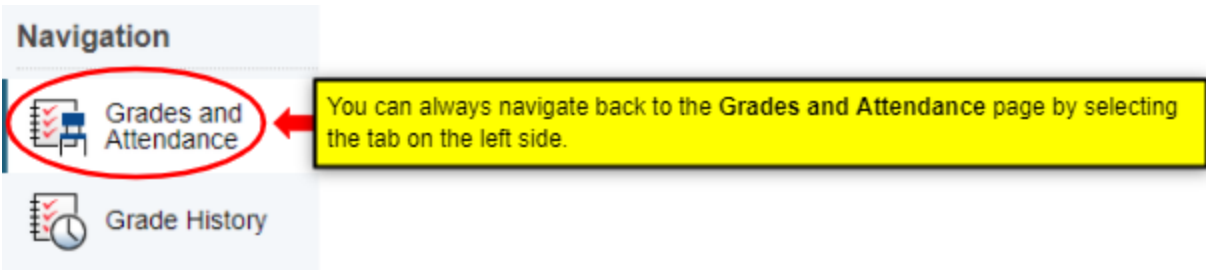 Navigation
Grades and
Attendance
You can always navigate back to the Grades and Attendance page by selecting
the tab on the left side.
Grade History